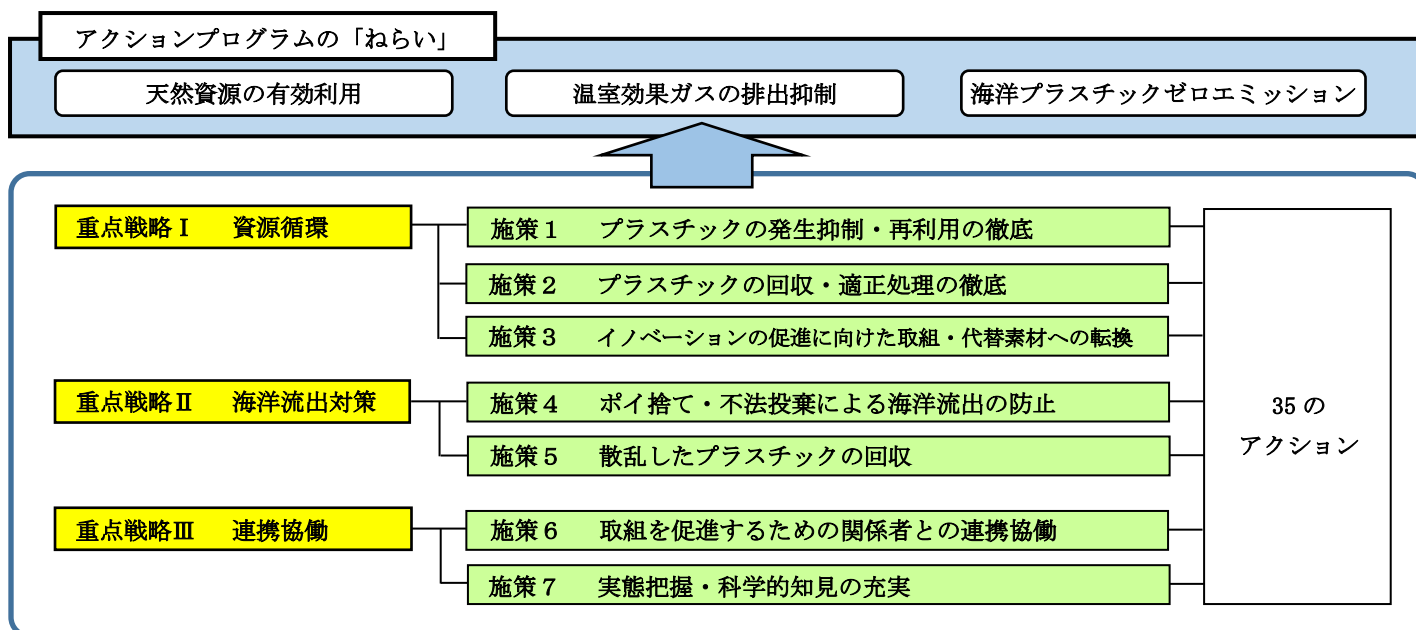 アクションプログラムの「ねらい」
天然資源の有効利用
温室効果ガスの排出抑制
海洋プラスチックゼロエミッション
重点戦略Ⅰ 資源循環
施策1 プラスチックの発生抑制・再利用の徹底
施策2 プラスチックの回収・適正処理の徹底
施策3 イノベーションの促進に向けた取組・代替素材への転換
重点戦略Ⅱ 海洋流出対策
施策4 ポイ捨て・不法投棄による海洋流出の防止
施策5 散乱したプラスチックの回収
重点戦略Ⅲ 連携協働
施策6 取組を促進するための関係者との連携協働
施策7 実態把握・科学的知見の充実
35の
アクション